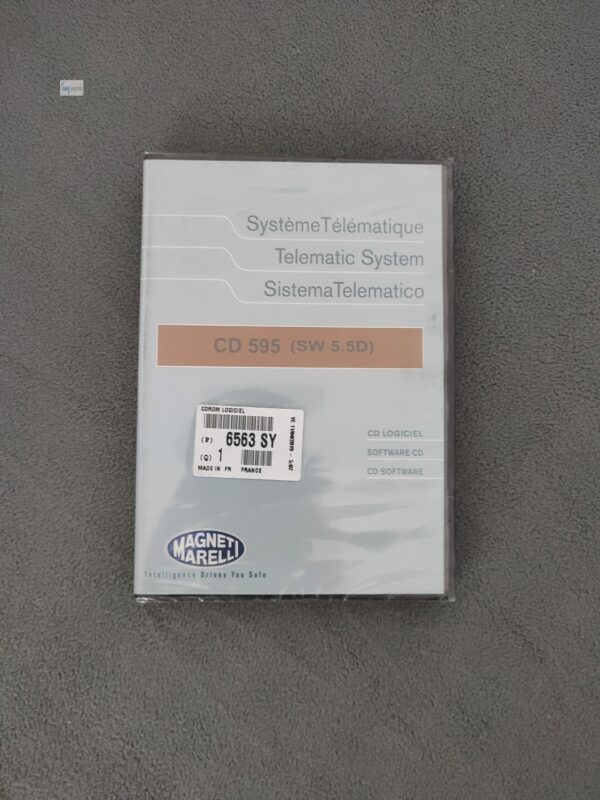 SystèmeTélématique
Telematic System
SistemaTelematico
CD 595 (SW 5.5D)
CDROM LOGICIEL
(P) 6563 SY
(Q) 1
MADE IN FR FRANCE
CD LOGICIEL
SOFTWARE CD
CD SOFTWARE
MAGNETI
MARELLI
Intelligence Drives You Safe